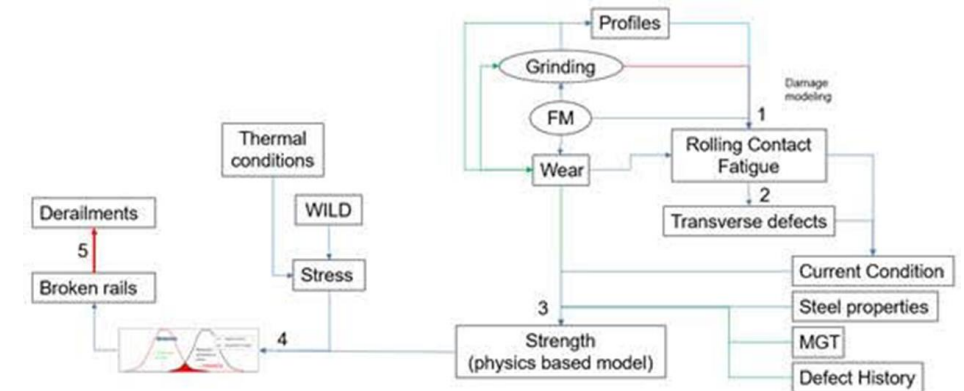 Profiles
Grinding
Damage
modeling
FM
1
Thermal
conditions
Rolling Contact
Fatigue
Wear
2
WILD
Derailments
Transverse defects
5
Stress
Current Condition
Broken rails
3
Steel properties
4
Strength
(physics based model)
MGT
Defect History